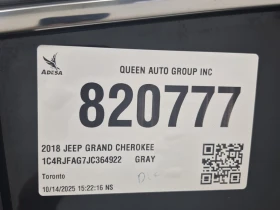 ADESA
QUEEN AUTO GROUP INC
820777
2018 JEEP GRAND CHEROKEE
1C4RJFAG7JC364922 GRAY
Toronto
10/14/2025 15:22:16 NS